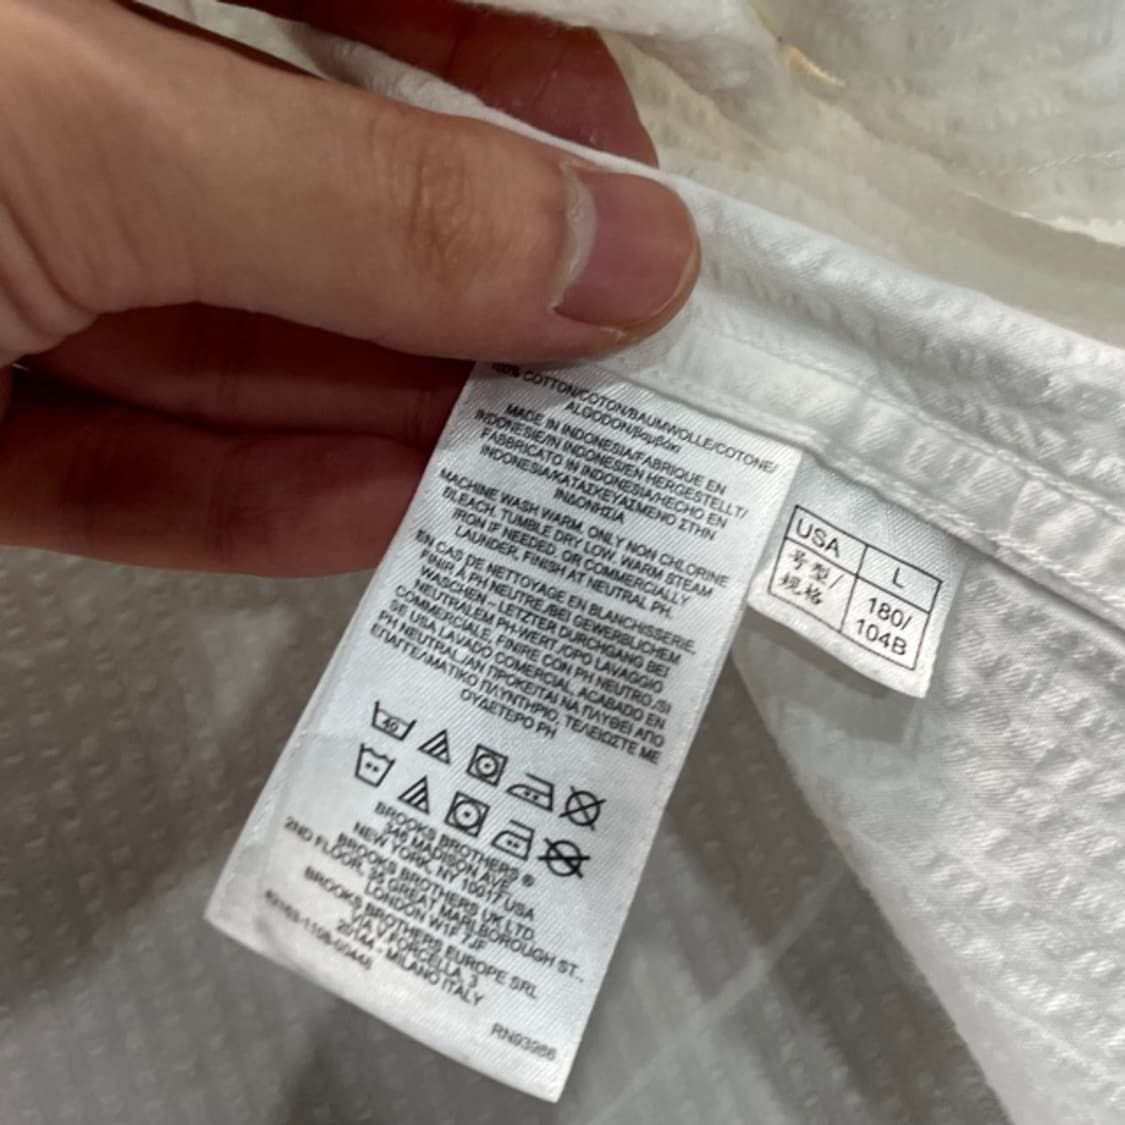 100% COTTON/COTON/BAUMWOLLE/COTONE/
ALGODON/Βαμβάκι
MADE IN INDONESIA/FABRIQUE EN
INDONESIE/IN INDONESIEN HERGESTELLT/
FABBRICATO IN INDONESIA/HECHO EN
INDONESIA/ΚΑΤΑΣΚΕΥΑΣΜΕΝΟ ΣΤΗΝ
ΙΝΔΟΝΗΣΙΑ
MACHINE WASH WARM, ONLY NON CHLORINE
BLEACH, TUMBLE DRY LOW, WARM STEAM
IRON IF NEEDED, OR COMMERCIALLY
LAUNDER, FINISH AT NEUTRAL PH.
EN CAS DE NETTOYAGE EN BLANCHISSERIE,
FINIR À PH NEUTRE/BEI GEWERBLICHEM
WASCHEN – LETZTER DURCHGANG BEI
NEUTRALEM PH-WERT./OPO LAVAGGIO
COMMERCIALE, FINIRE CON PH NEUTRO./SI
SE USA LAVADO COMERCIAL, ACABADO EN
PH NEUTRAL/ΑΝ ΠΡΟΚΕΙΤΑΙ ΝΑ ΠΛΥΘΕΙ ΑΠΟ
ΕΠΑΓΓΕΛΜΑΤΙΚΟ ΠΛΥΝΤΗΡΙΟ, ΤΕΛΕΙΩΣΤΕ ΜΕ
ΟΥΔΕΤΕΡΟ PH
BROOKS BROTHERS ®
346 MADISON AVE.
NEW YORK, NY 10017 USA
BROOKS BROTHERS UK LTD.
2ND FLOOR, 36 GREAT MARLBOROUGH ST.,
LONDON W1F 7JF
BROOKS BROTHERS EUROPE SRL
VIA V.FORCELLA, 3
20144 - MILANO ITALY
RN93986
USA L
号型/ 180/
规格 104B